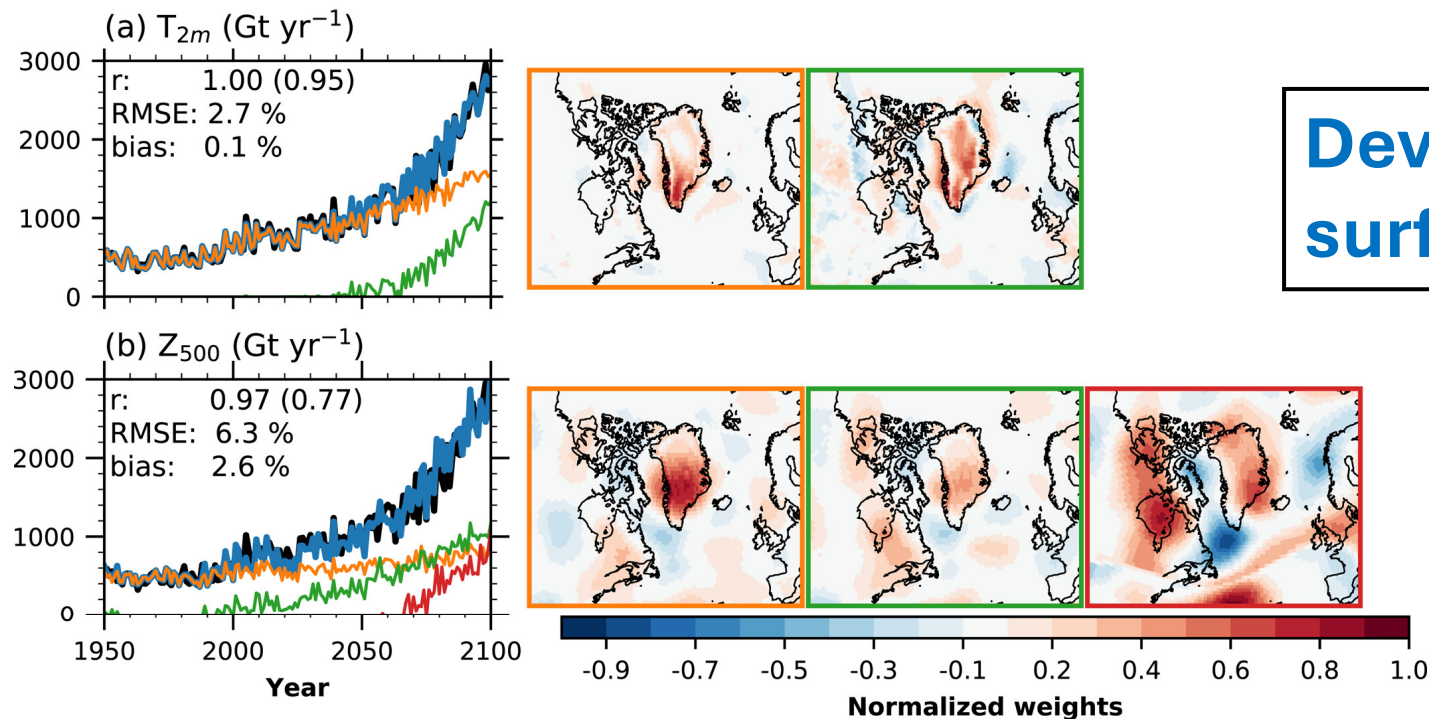 (a) T₂ₘ (Gt yr⁻¹)
3000
2000
1000
0
r: 1.00 (0.95)
RMSE: 2.7 %
bias: 0.1 %
Dev
surf
(b) Z₅₀₀ (Gt yr⁻¹)
3000
2000
1000
0
r: 0.97 (0.77)
RMSE: 6.3 %
bias: 2.6 %
1950 2000 2050 2100
Year
-0.9 -0.7 -0.5 -0.3 -0.1 0.2 0.4 0.6 0.8 1.0
Normalized weights